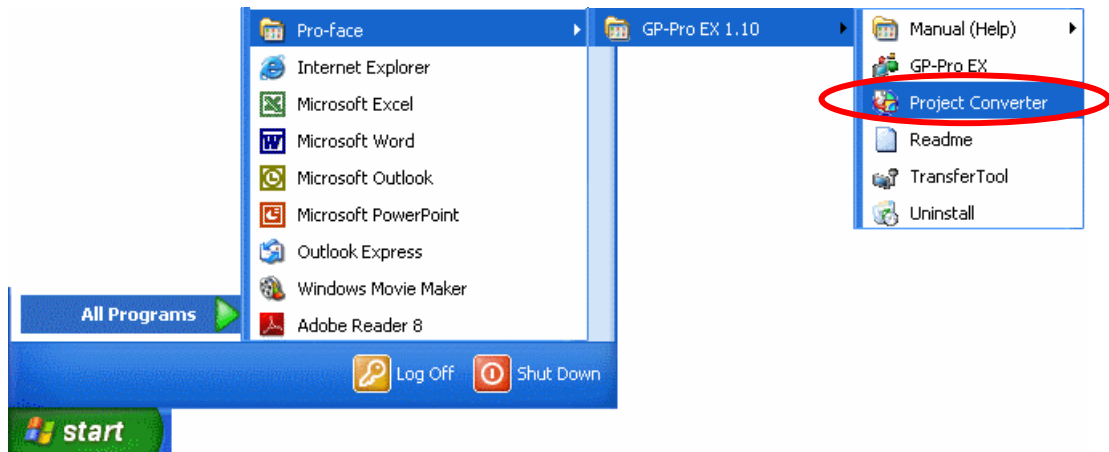 Pro-face
Internet Explorer
Microsoft Excel
Microsoft Word
Microsoft Outlook
Microsoft PowerPoint
Outlook Express
Windows Movie Maker
Adobe Reader 8
GP-Pro EX 1.10
Manual (Help)
GP-Pro EX
Project Converter
Readme
TransferTool
Uninstall
All Programs
Log Off
Shut Down
start